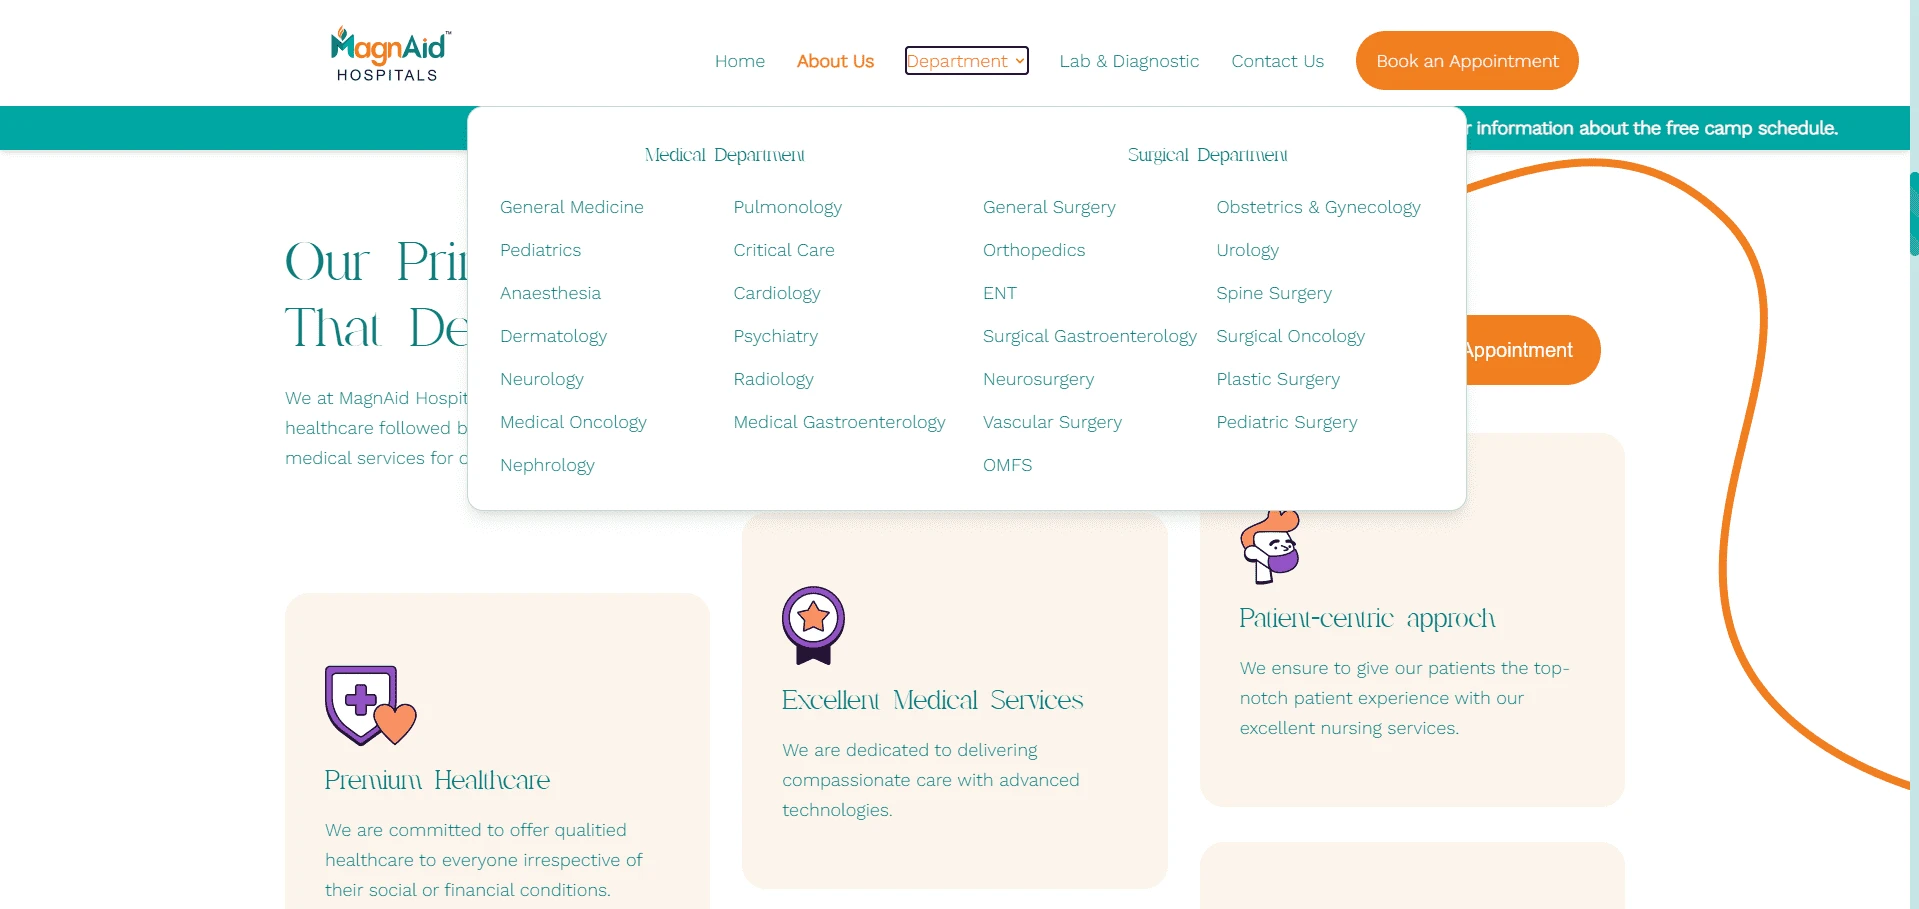 MagnAid™
HOSPITALS
Home
About Us
Department
Lab & Diagnostic
Contact Us
Book an Appointment
information about the free camp schedule.
Medical Department
Surgical Department
General Medicine
Pulmonology
General Surgery
Obstetrics & Gynecology
Pediatrics
Critical Care
Orthopedics
Urology
Anaesthesia
Cardiology
ENT
Spine Surgery
Dermatology
Psychiatry
Surgical Gastroenterology
Surgical Oncology
Neurology
Radiology
Neurosurgery
Plastic Surgery
Medical Oncology
Medical Gastroenterology
Vascular Surgery
Pediatric Surgery
Nephrology
OMFS
Our
That
Appointment
We at MagnAid
healthcare followed
medical services for
Patient-centric approch
We ensure to give our patients the top-
notch patient experience with our
excellent nursing services.
Excellent Medical Services
We are dedicated to delivering
compassionate care with advanced
technologies.
Premium Healthcare
We are committed to offer qualitied
healthcare to everyone irrespective of
their social or financial conditions.